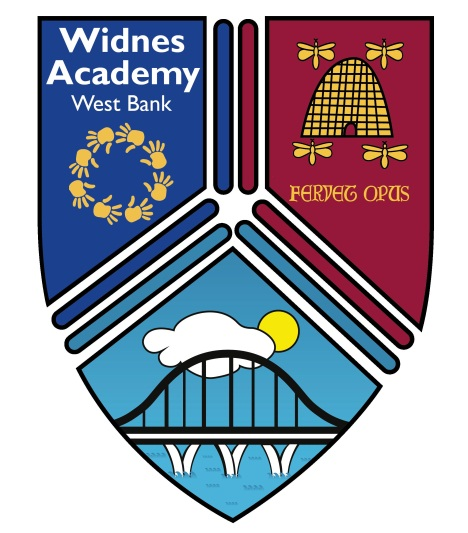 Widnes
Academy
West Bank
FERVET OPUS